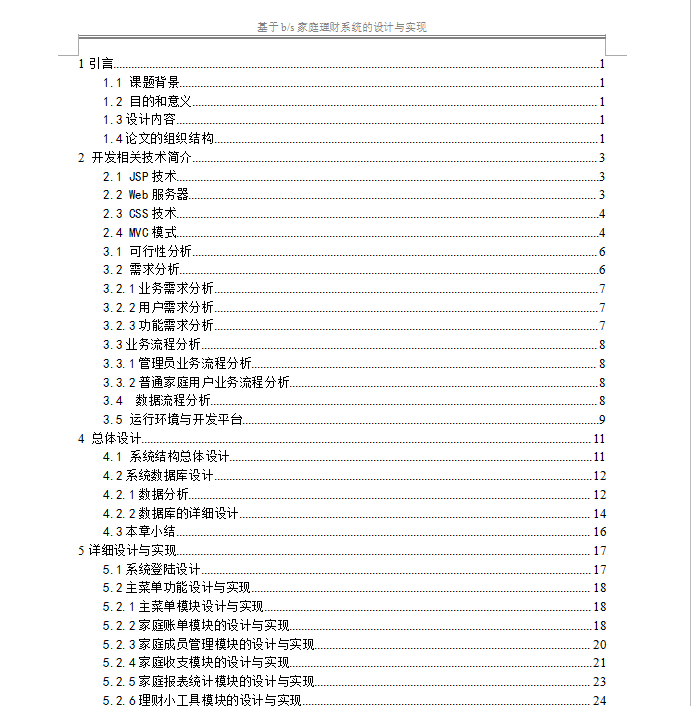 基于 b/s 家庭理财系统的设计与实现
1 引言........1
1.1 课题背景........1
1.2 目的和意义........1
1.3 设计内容........1
1.4 论文的组织结构........1
2 开发相关技术简介........3
2.1 JSP 技术........3
2.2 Web 服务器........3
2.3 CSS 技术........4
2.4 MVC 模式........4
3.1 可行性分析........6
3.2 需求分析........6
3.2.1 业务需求分析........7
3.2.2 用户需求分析........7
3.2.3 功能需求分析........7
3.3 业务流程分析........8
3.3.1 管理员业务流程分析........8
3.3.2 普通家庭用户业务流程分析........8
3.4 数据流程分析........8
3.5 运行环境与开发平台........9
4 总体设计........11
4.1 系统结构总体设计........11
4.2 系统数据库设计........12
4.2.1 数据分析........12
4.2.2 数据库的详细设计........14
4.3 本章小结........16
5 详细设计与实现........17
5.1 系统登陆设计........17
5.2 主菜单功能设计与实现........18
5.2.1 主菜单模块设计与实现........18
5.2.2 家庭账单模块的设计与实现........18
5.2.3 家庭成员管理模块的设计与实现........20
5.2.4 家庭收支模块的设计与实现........21
5.2.5 家庭报表统计模块的设计与实现........23
5.2.6 理财小工具模块的设计与实现........24